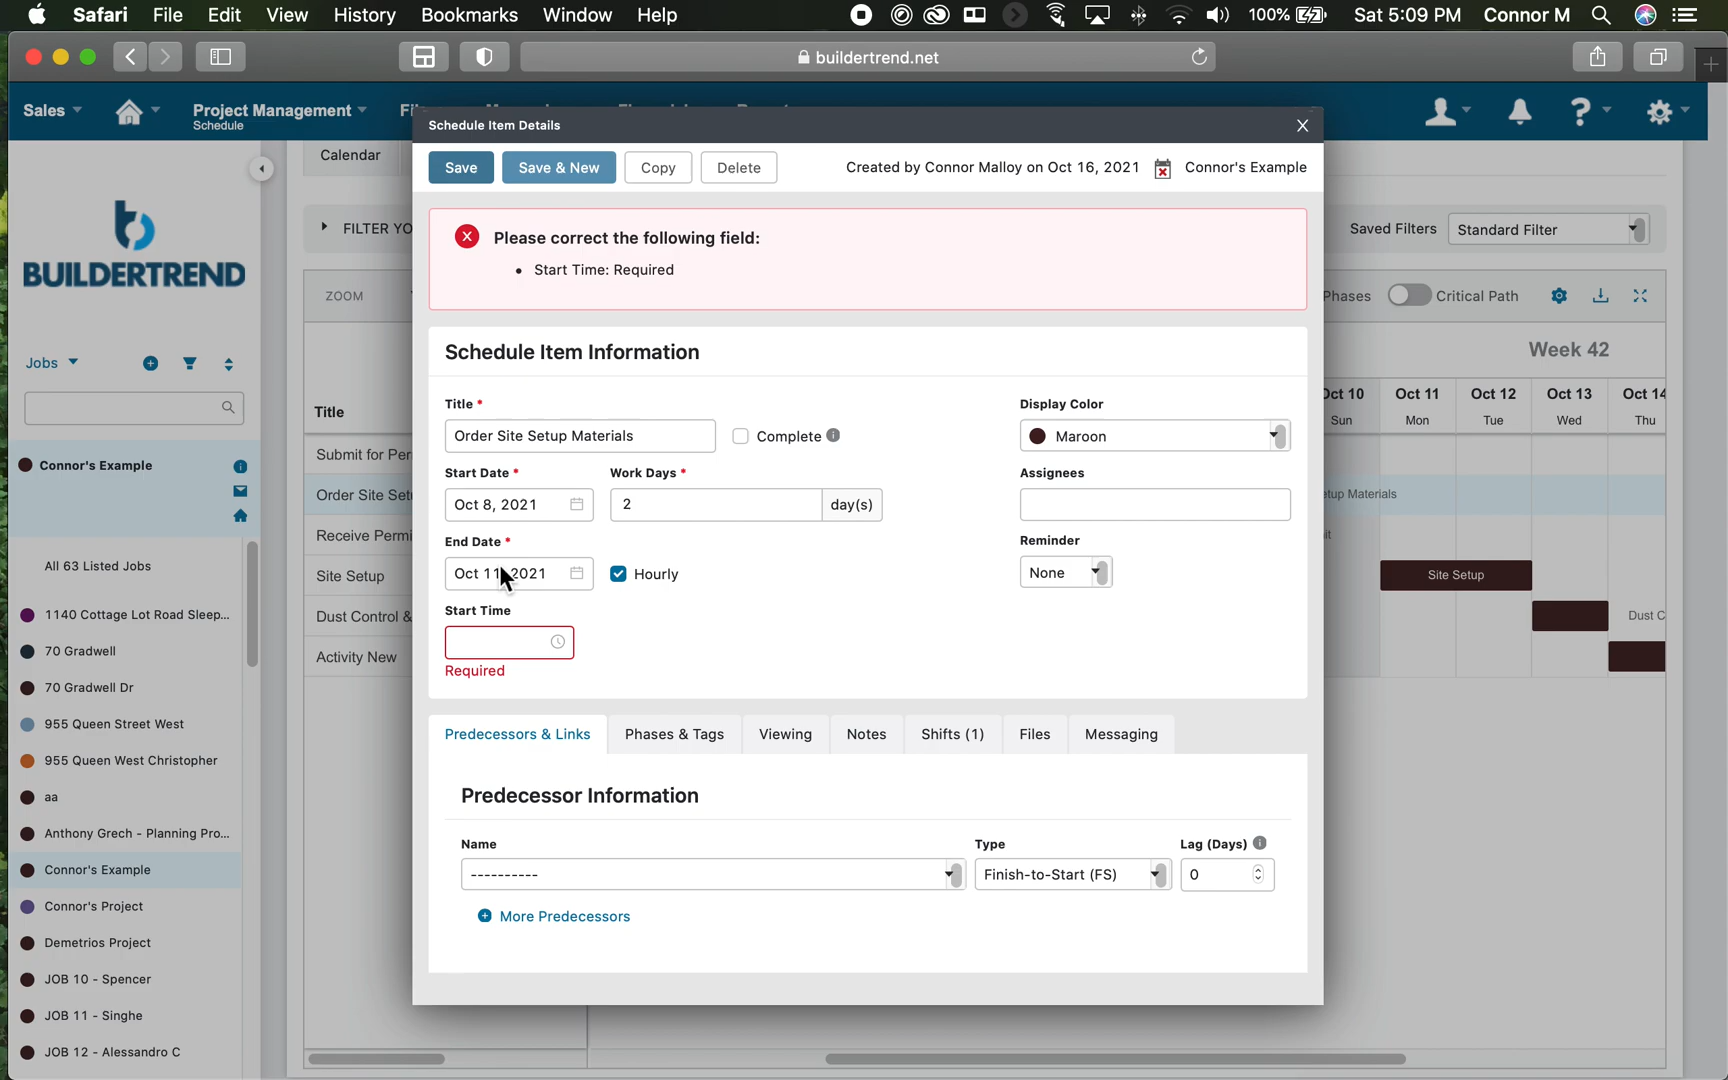 Safari File Edit View History Bookmarks Window Help 100% Sat 5:09 PM Connor M
buildertrend.net
Sales Project Management
Schedule
Schedule Item Details
Save Save & New Copy Delete Created by Connor Malloy on Oct 16, 2021 Connor's Example
Please correct the following field:
• Start Time: Required
Schedule Item Information
Title * Display Color
Order Site Setup Materials Complete Maroon
Start Date * Work Days * Assignees
Oct 8, 2021 2 day(s)
End Date * Reminder
Oct 11, 2021 Hourly None
Start Time
Required
Predecessors & Links Phases & Tags Viewing Notes Shifts (1) Files Messaging
Predecessor Information
Name Type Lag (Days)
---------- Finish-to-Start (FS) 0
More Predecessors
BUILDERTREND
Jobs
Connor's Example
All 63 Listed Jobs
1140 Cottage Lot Road Sleep...
70 Gradwell
70 Gradwell Dr
955 Queen Street West
955 Queen West Christopher
aa
Anthony Grech - Planning Pro...
Connor's Example
Connor's Project
Demetrios Project
JOB 10 - Spencer
JOB 11 - Singhe
JOB 12 - Alessandro C
Calendar
FILTER YO
ZOOM
Title
Submit for Per
Order Site Set
Receive Permi
Site Setup
Dust Control &
Activity New
Saved Filters Standard Filter
Phases Critical Path
Week 42
Oct 10 Oct 11 Oct 12 Oct 13 Oct 14
Sun Mon Tue Wed Thu
etup Materials
it
Site Setup
Dust C